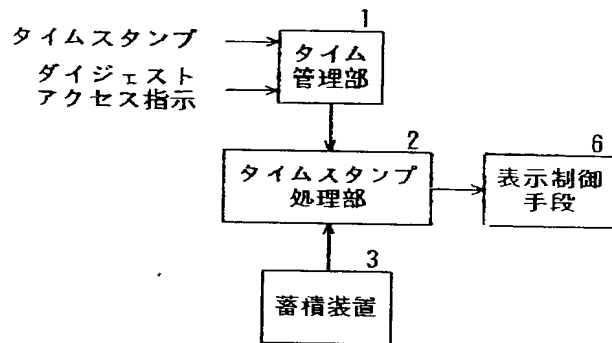 1
タイムスタンプ
タイム
管理部
ダイジェスト
アクセス指示
2
タイムスタンプ
処理部
6
表示制御
手段
3
蓄積装置